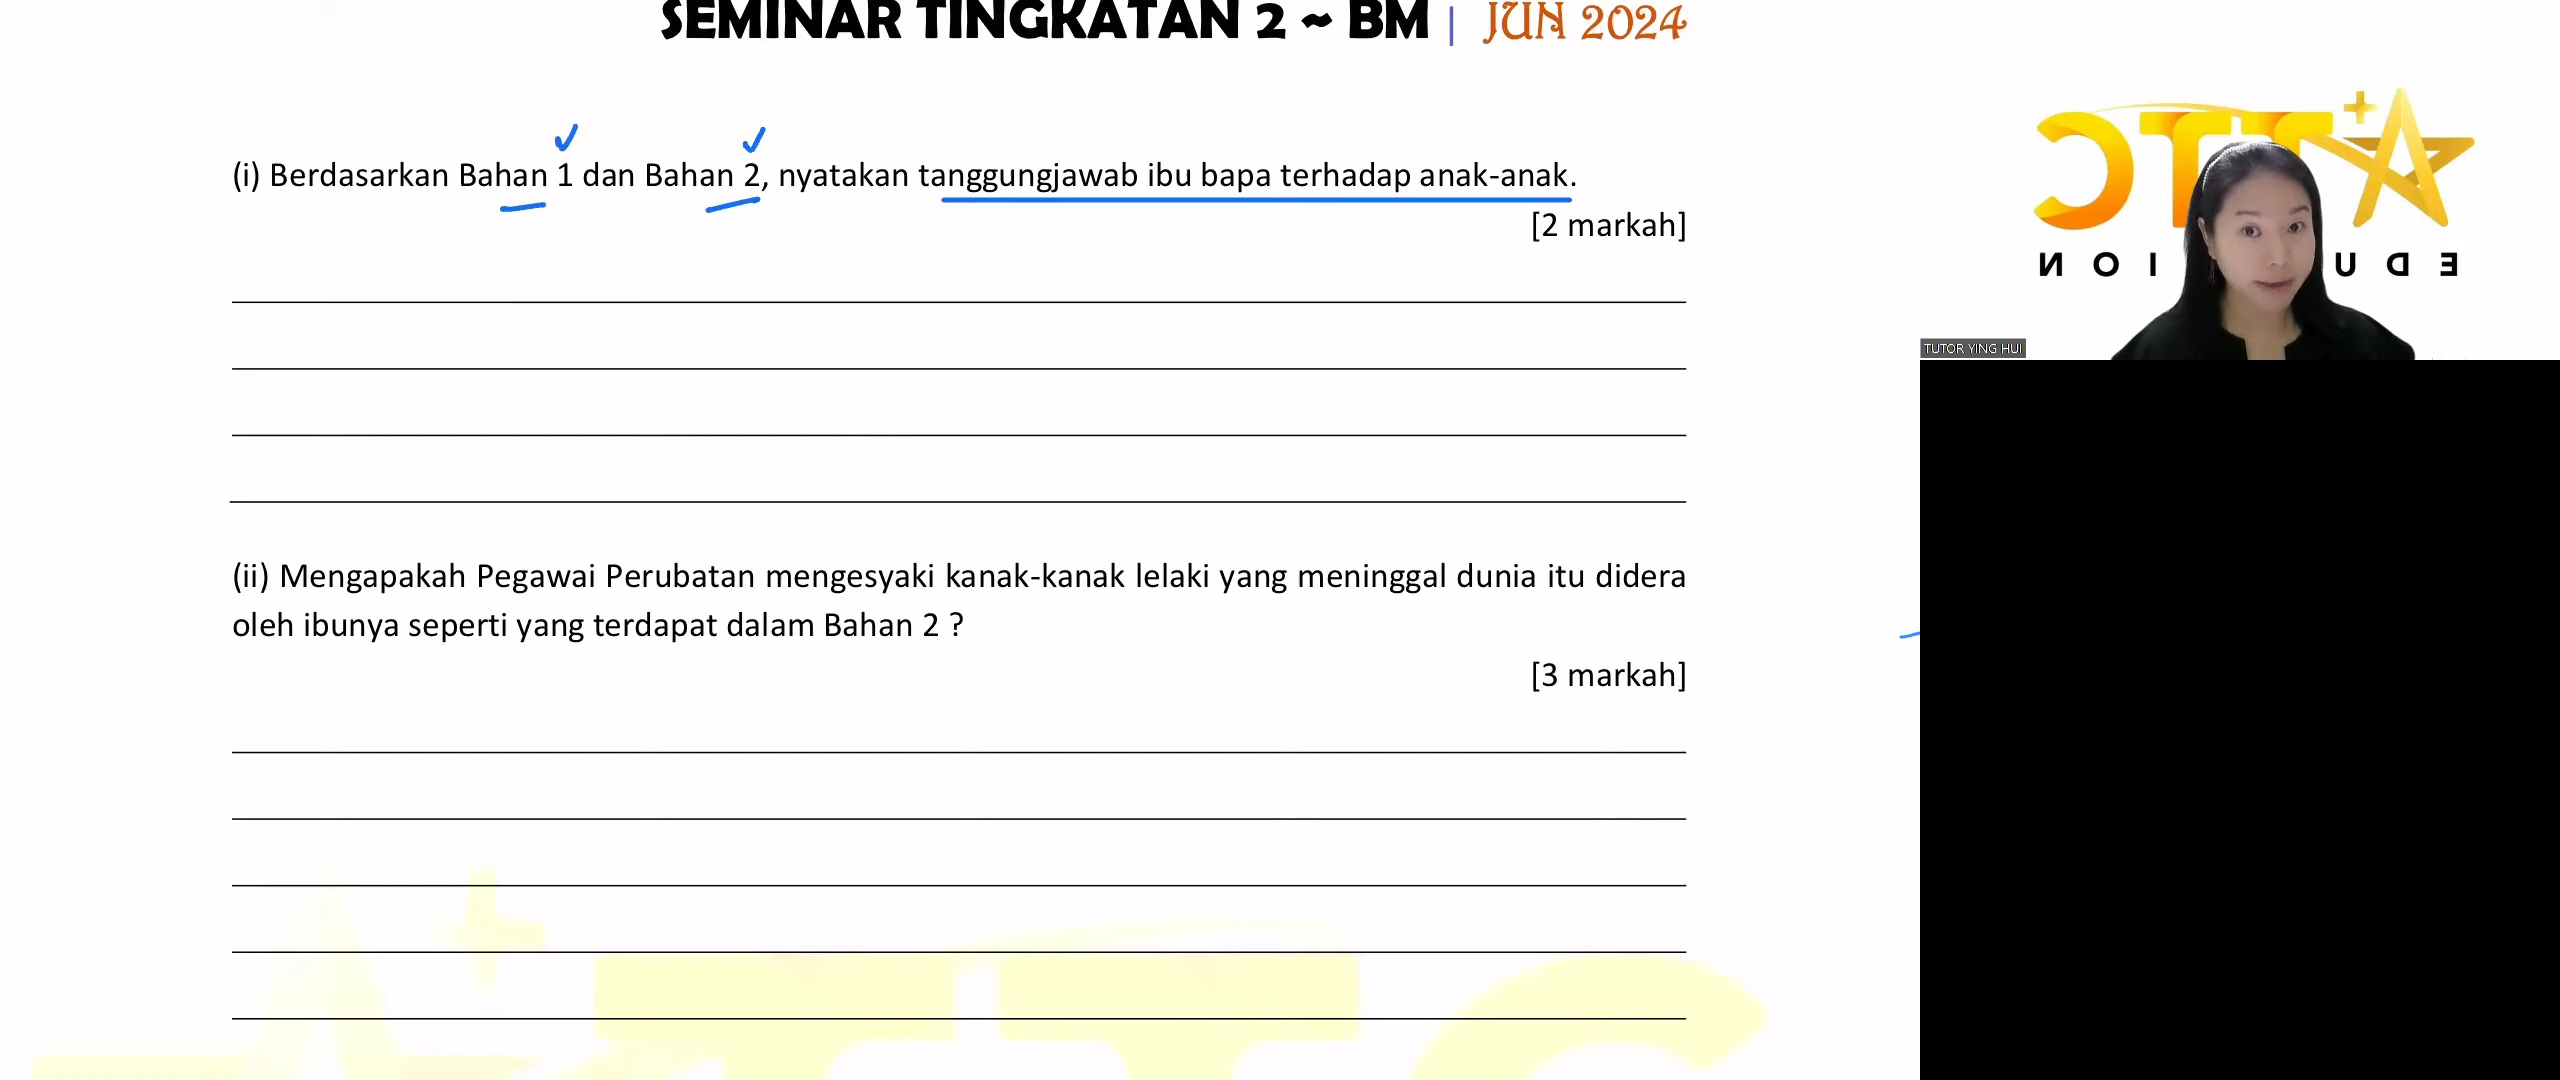 SEMINAR TINGKATAN 2 ~ BM | JUN 2024
(i) Berdasarkan Bahan 1 dan Bahan 2, nyatakan tanggungjawab ibu bapa terhadap anak-anak.
[2 markah]
(ii) Mengapakah Pegawai Perubatan mengesyaki kanak-kanak lelaki yang meninggal dunia itu didera
oleh ibunya seperti yang terdapat dalam Bahan 2 ?
[3 markah]
TUTOR YING HUI